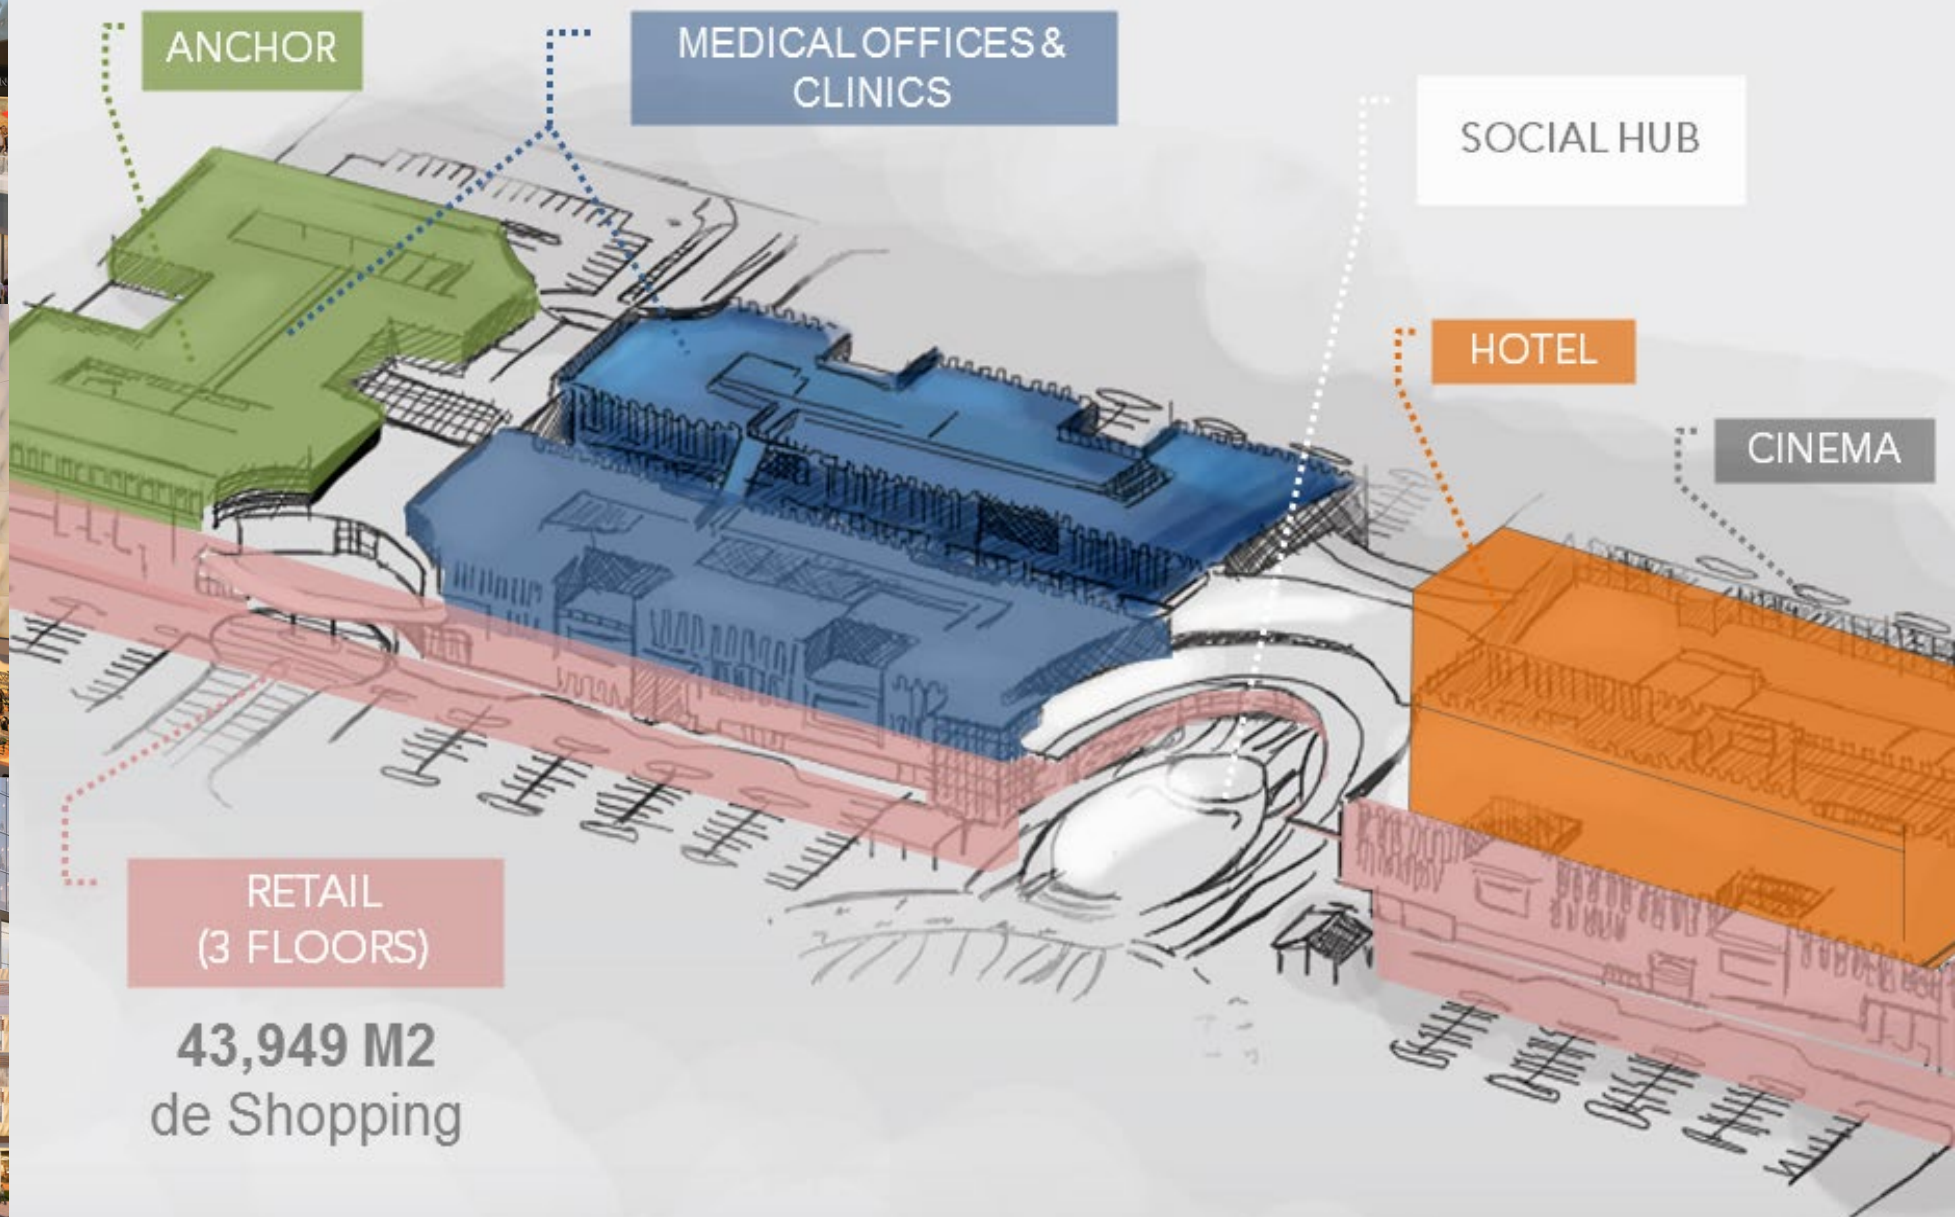 ANCHOR
MEDICAL OFFICES &
CLINICS
SOCIAL HUB
HOTEL
CINEMA
RETAIL
(3 FLOORS)
43,949 M2
de Shopping